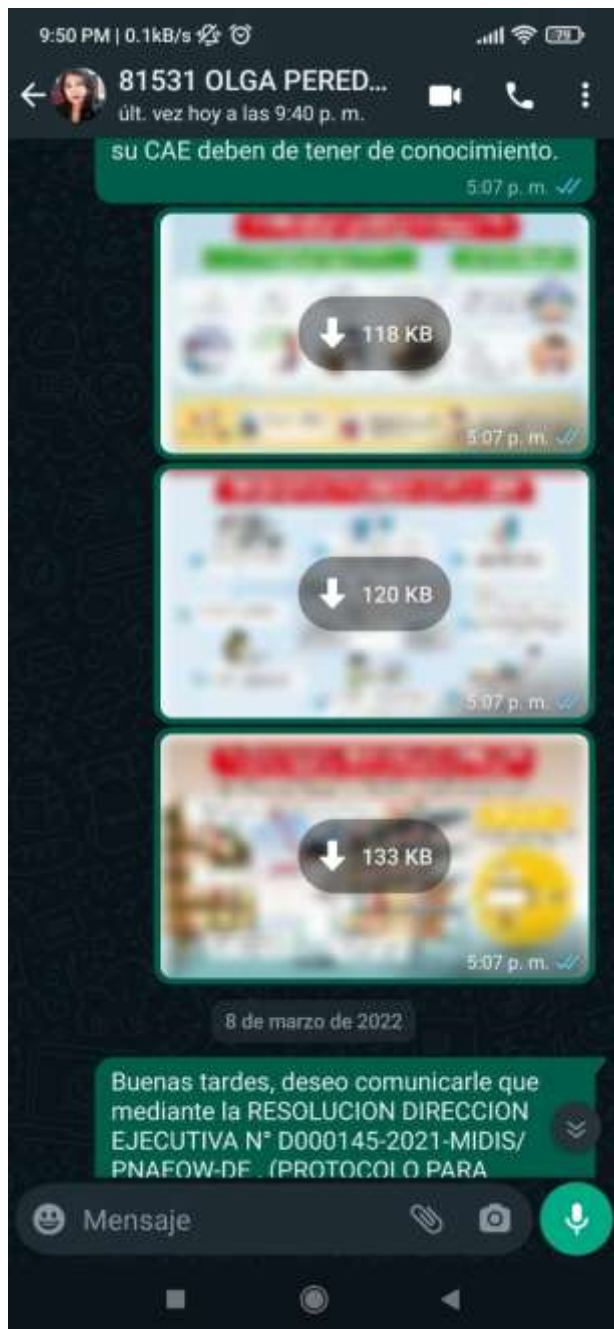 9:50 PM | 0.1kB/s
79
81531 OLGA PERED...
últ. vez hoy a las 9:40 p. m.
su CAE deben de tener de conocimiento.
5:07 p. m.
118 KB
5:07 p. m.
120 KB
5:07 p. m.
133 KB
5:07 p. m.
8 de marzo de 2022
Buenas tardes, deseo comunicarle que
mediante la RESOLUCION DIRECCION
EJECUTIVA N° D000145-2021-MIDIS/
PNAEQW-DE , (PROTOCOLO PARA
Mensaje